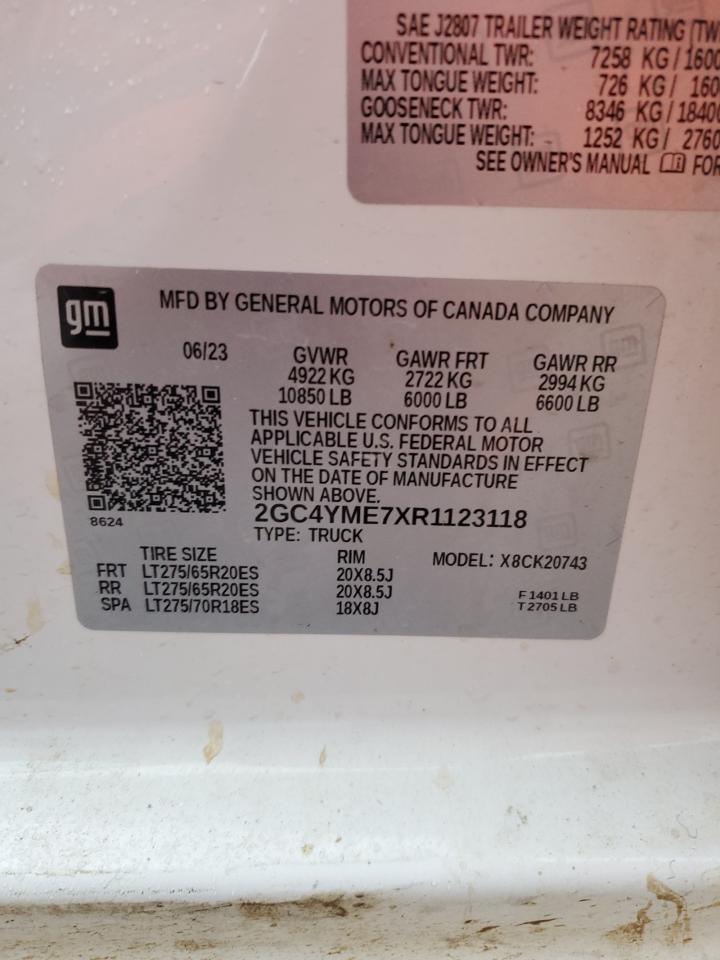 SAE J2807 TRAILER WEIGHT RATING (TW
CONVENTIONAL TWR: 7258 KG / 1600
MAX TONGUE WEIGHT: 726 KG / 160
GOOSENECK TWR: 8346 KG / 18400
MAX TONGUE WEIGHT: 1252 KG / 2760
SEE OWNER'S MANUAL FOR
gm
MFD BY GENERAL MOTORS OF CANADA COMPANY
06/23 GVWR GAWR FRT GAWR RR
4922 KG 2722 KG 2994 KG
10850 LB 6000 LB 6600 LB
THIS VEHICLE CONFORMS TO ALL
APPLICABLE U.S. FEDERAL MOTOR
VEHICLE SAFETY STANDARDS IN EFFECT
ON THE DATE OF MANUFACTURE
SHOWN ABOVE.
8624
2GC4YME7XR1123118
TYPE: TRUCK
TIRE SIZE RIM MODEL: X8CK20743
FRT LT275/65R20ES 20X8.5J
RR LT275/65R20ES 20X8.5J F 1401 LB
SPA LT275/70R18ES 18X8J T 2705 LB